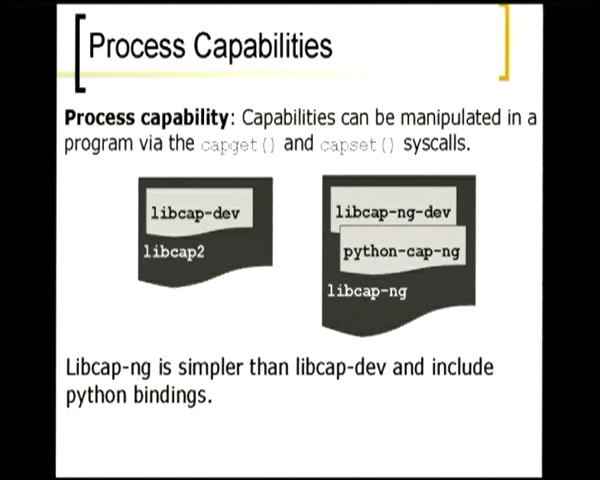 Process Capabilities
Process capability: Capabilities can be manipulated in a
program via the capget() and capset() syscalls.
libcap-dev
libcap2
libcap-ng-dev
python-cap-ng
libcap-ng
Libcap-ng is simpler than libcap-dev and include
python bindings.